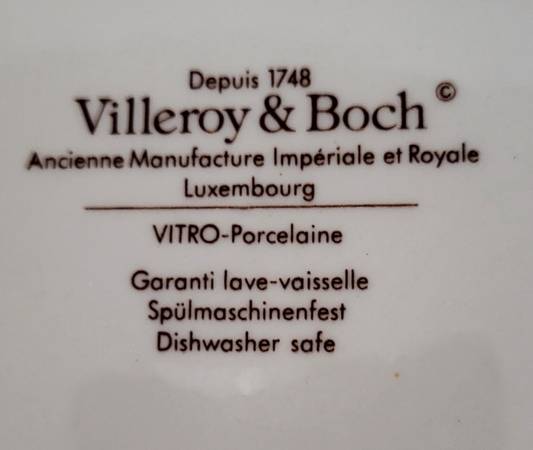 Depuis 1748
Villeroy & Boch ©
Ancienne Manufacture Impériale et Royale
Luxembourg
VITRO-Porcelaine
Garanti lave-vaisselle
Spülmaschinenfest
Dishwasher safe